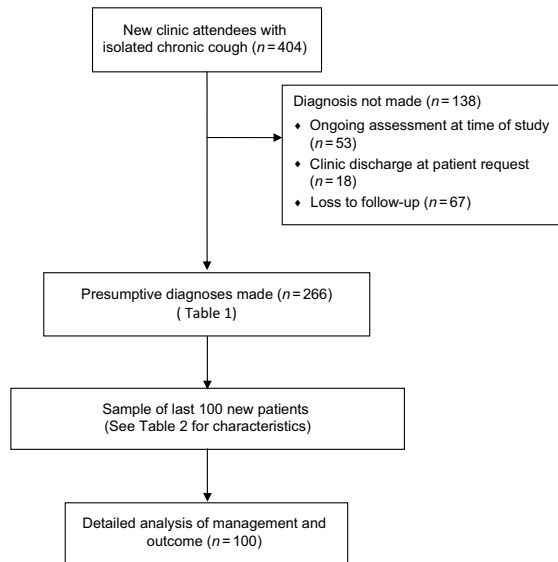 New clinic attendees with
isolated chronic cough (n=404)
Diagnosis not made (n=138)
♦ Ongoing assessment at time of study
(n=53)
♦ Clinic discharge at patient request
(n=18)
♦ Loss to follow-up (n=67)
Presumptive diagnoses made (n=266)
( Table 1)
Sample of last 100 new patients
(See Table 2 for characteristics)
Detailed analysis of management and
outcome (n=100)